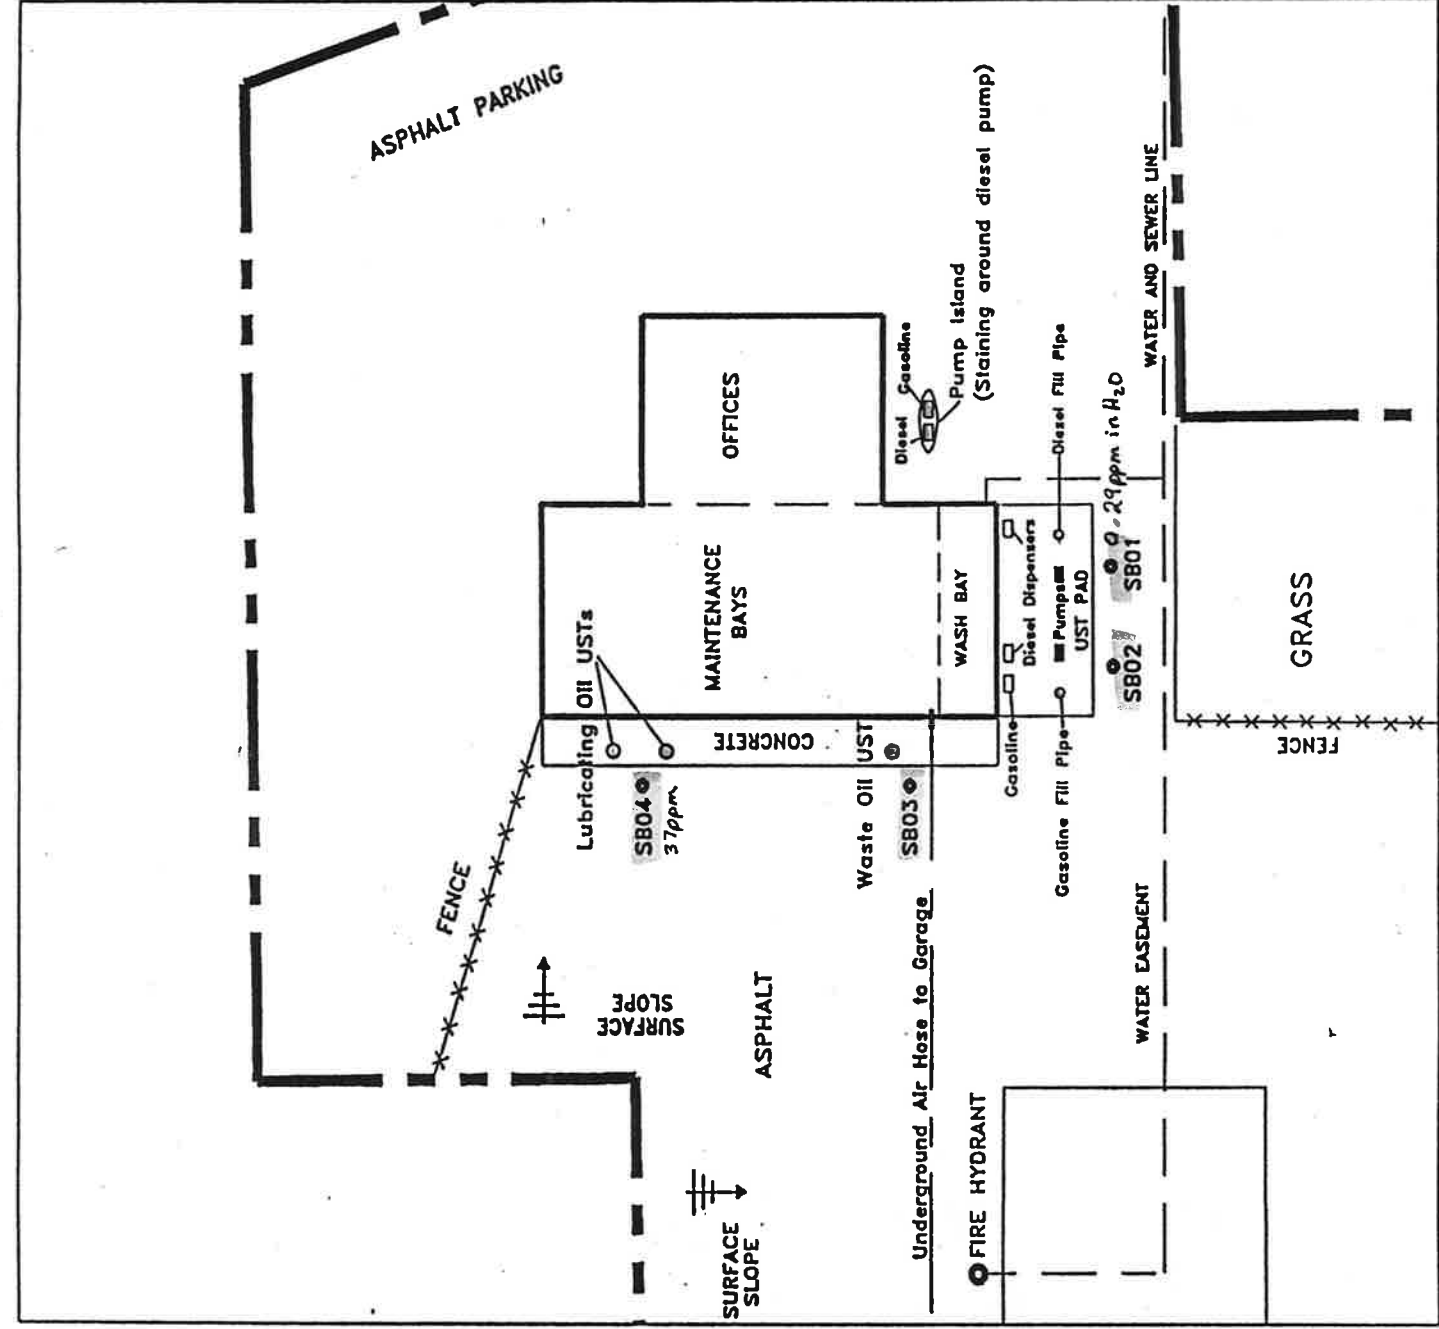 ASPHALT PARKING
OFFICES
Diesel
Gasoline
Pump Island
(Staining around diesel pump)
WATER AND SEWER LINE
MAINTENANCE
BAYS
WASH BAY
Diesel Dispensers
Diesel Fill Pipe
Pumps
UST PAD
0.29ppm in H2O
SB01
SB02
GRASS
FENCE
Lubricating Oil USTs
CONCRETE
SB04
37ppm
Waste Oil UST
SB03
Gasoline
Gasoline Fill Pipe
FENCE
SURFACE
SLOPE
ASPHALT
Underground Air Hose to Garage
WATER EASEMENT
SURFACE
SLOPE
FIRE HYDRANT